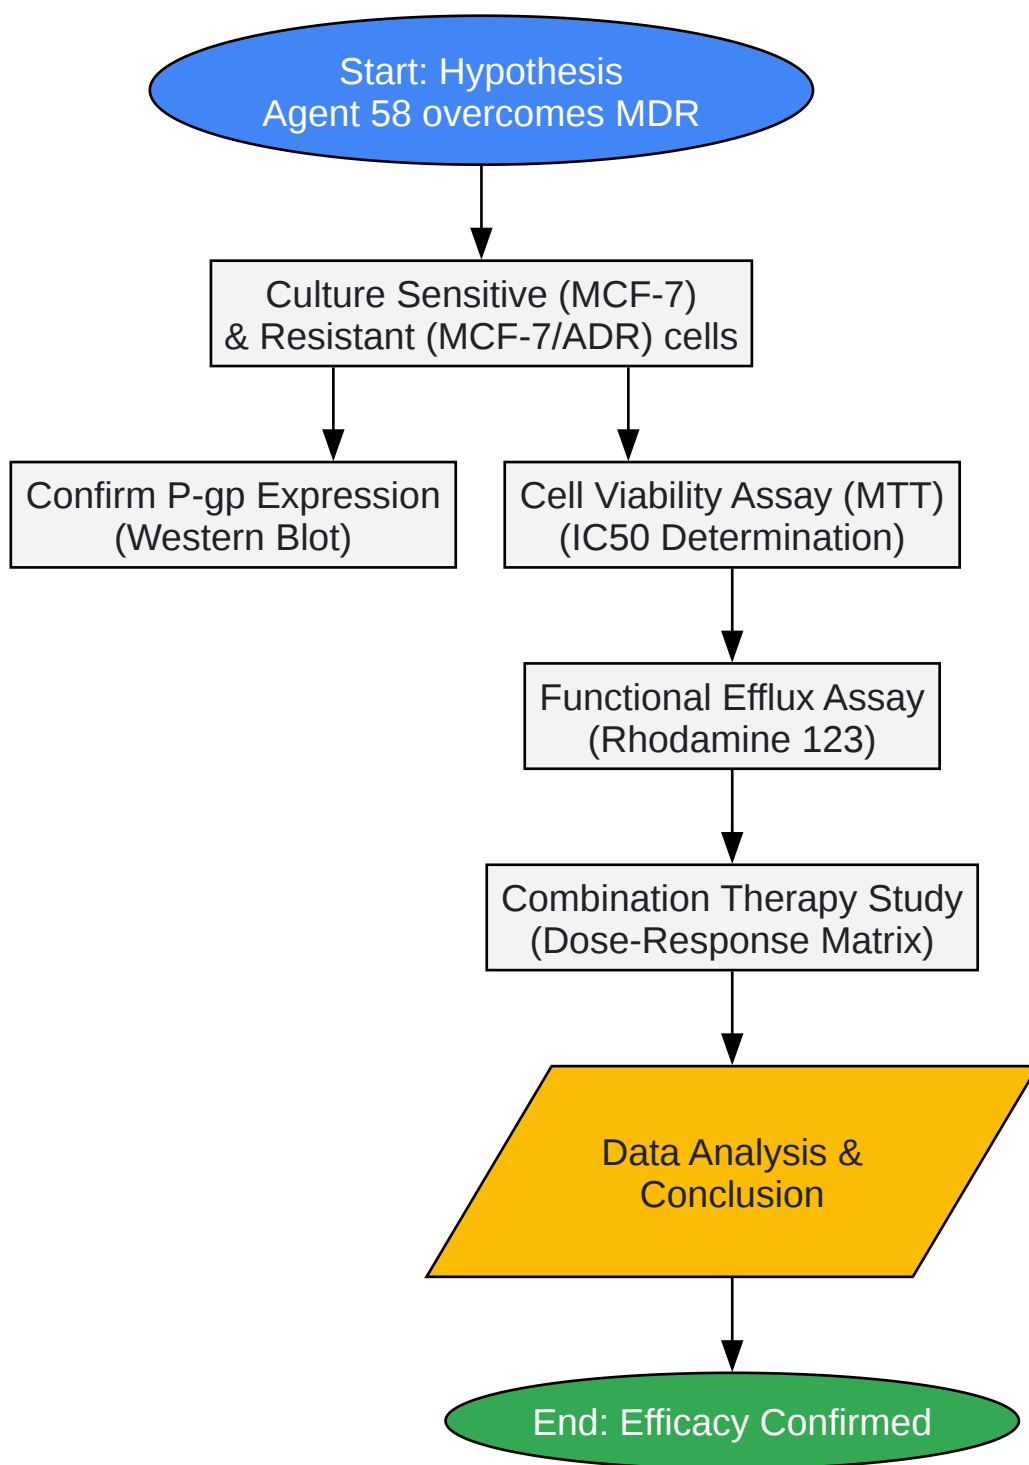 Start: Hypothesis
Agent 58 overcomes MDR
Culture Sensitive (MCF-7)
& Resistant (MCF-7/ADR) cells
Confirm P-gp Expression
(Western Blot)
Cell Viability Assay (MTT)
(IC50 Determination)
Functional Efflux Assay
(Rhodamine 123)
Combination Therapy Study
(Dose-Response Matrix)
Data Analysis &
Conclusion
End: Efficacy Confirmed